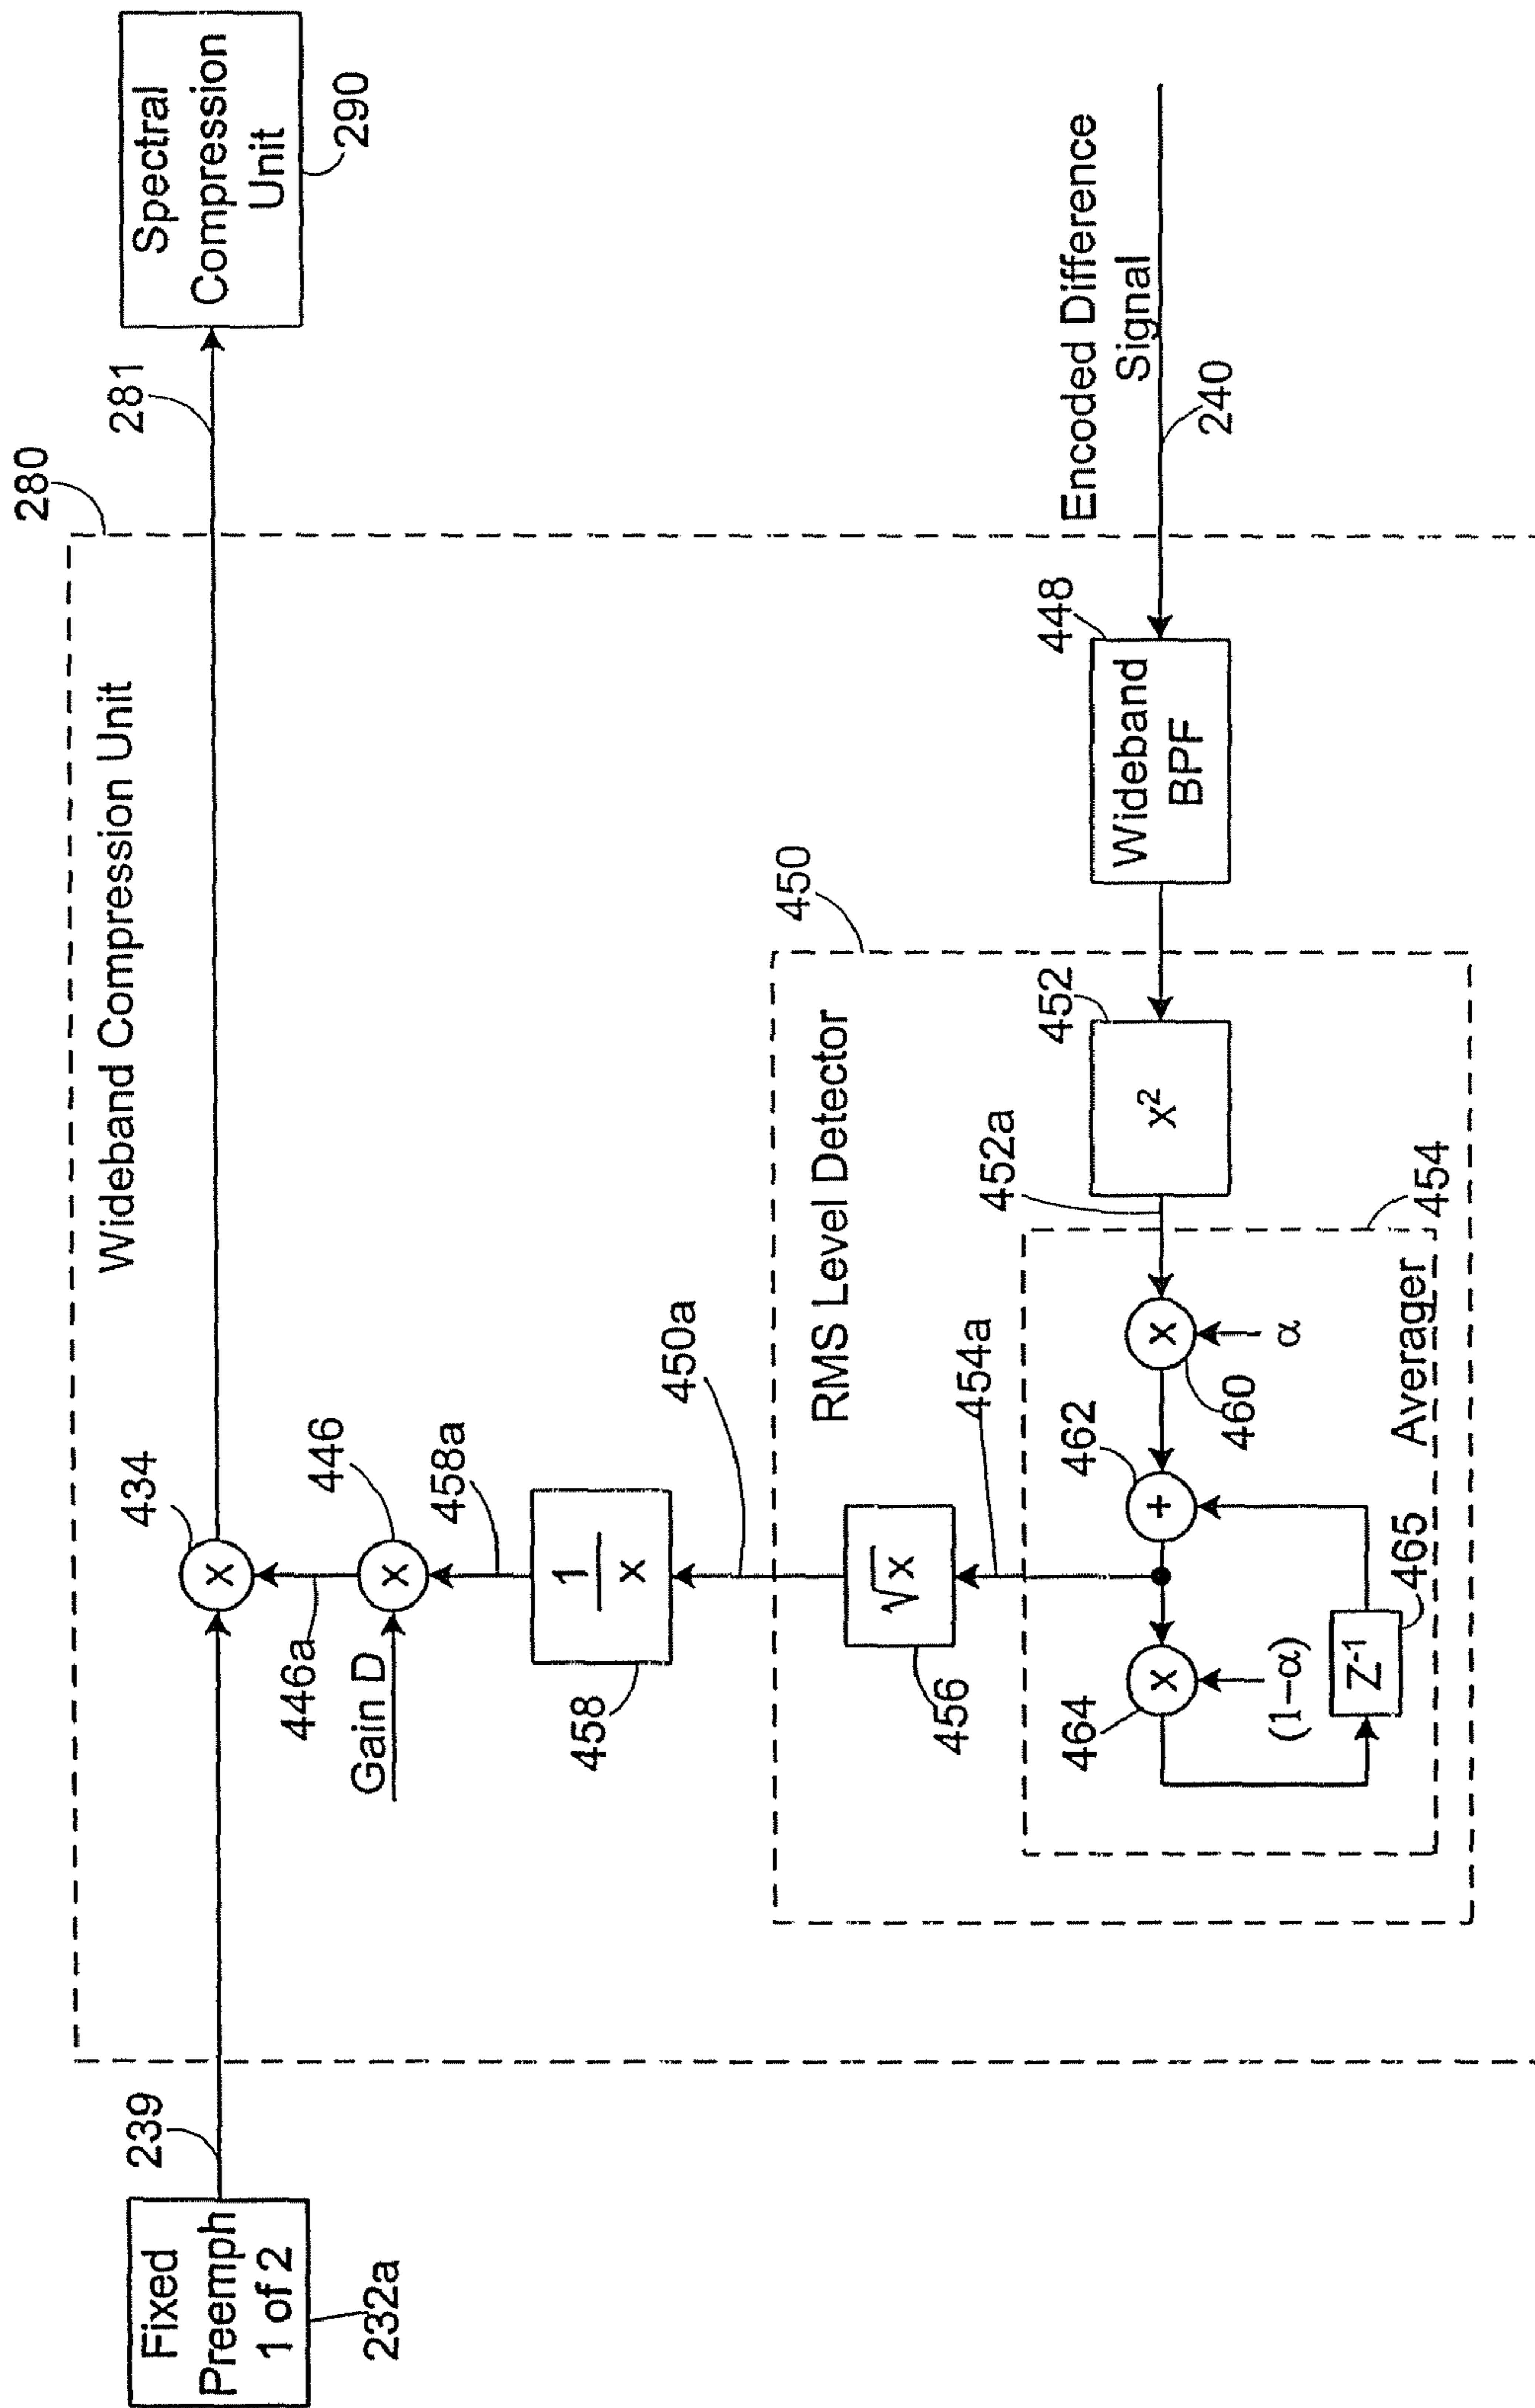 280
Wideband Compression Unit
Fixed
Preemph
1 of 2
232a
239
434
281
Spectral
Compression
Unit
290
446a
446
Gain D
458a
1
x
458
450a
RMS Level Detector
450
√x
456
454a
452a
452
x²
448
Wideband
BPF
Encoded Difference
Signal
240
464
x
(1−α)
462
+
x
460
α
Z⁻¹
465
Averager
454
x
x